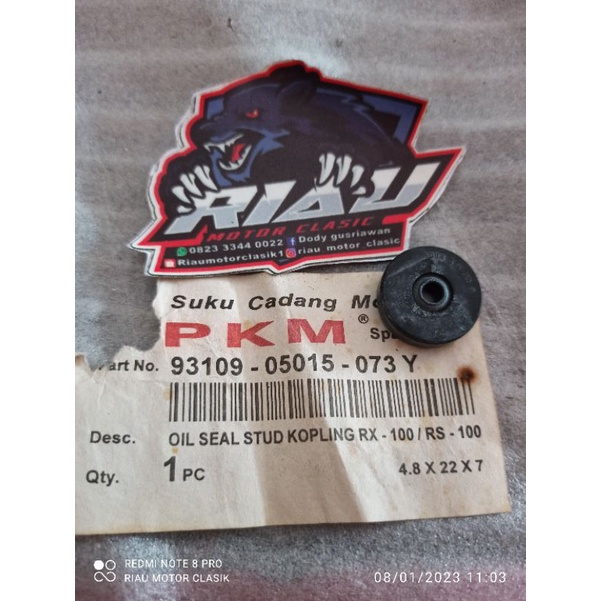 RIAU
MOTOR CLASIC
0823 3344 0022 Dody gusriawan
Riaumotorclasik1 riau motor clasic
Suku Cadang Mo
PKM ® Sp
Part No. 93109 - 05015 - 073 Y
Desc. OIL SEAL STUD KOPLING RX - 100 / RS - 100
Qty. 1 PC 4.8 X 22 X 7
REDMI NOTE 8 PRO
RIAU MOTOR CLASIK
08/01/2023 11:03